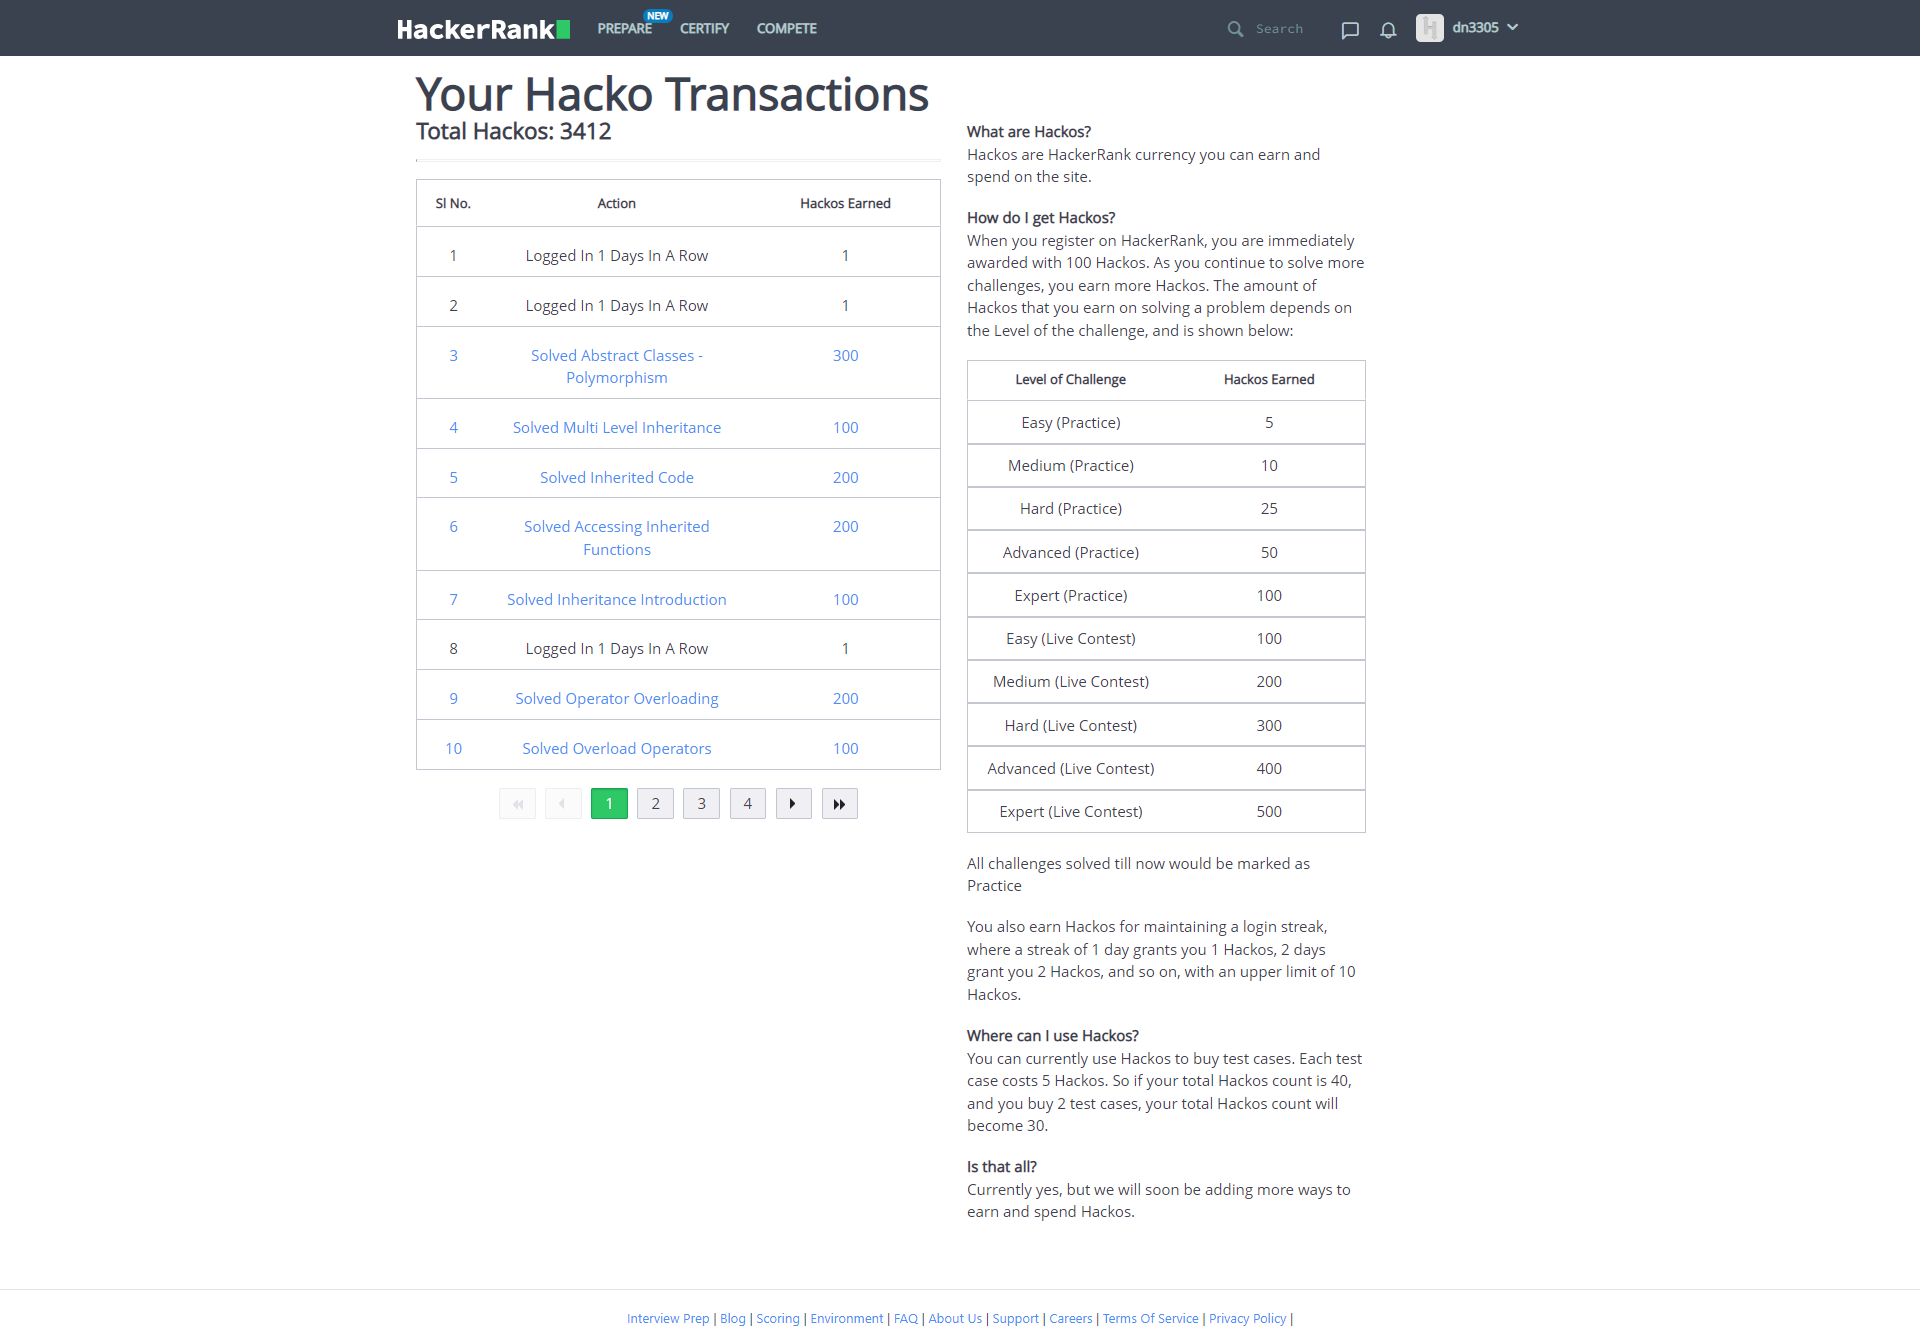 HackerRank PREPARE NEW CERTIFY COMPETE Search dn3305
Your Hacko Transactions
Total Hackos: 3412
Sl No. Action Hackos Earned
1 Logged In 1 Days In A Row 1
2 Logged In 1 Days In A Row 1
3 Solved Abstract Classes - 300
Polymorphism
4 Solved Multi Level Inheritance 100
5 Solved Inherited Code 200
6 Solved Accessing Inherited 200
Functions
7 Solved Inheritance Introduction 100
8 Logged In 1 Days In A Row 1
9 Solved Operator Overloading 200
10 Solved Overload Operators 100
1 2 3 4
What are Hackos?
Hackos are HackerRank currency you can earn and
spend on the site.
How do I get Hackos?
When you register on HackerRank, you are immediately
awarded with 100 Hackos. As you continue to solve more
challenges, you earn more Hackos. The amount of
Hackos that you earn on solving a problem depends on
the Level of the challenge, and is shown below:
Level of Challenge Hackos Earned
Easy (Practice) 5
Medium (Practice) 10
Hard (Practice) 25
Advanced (Practice) 50
Expert (Practice) 100
Easy (Live Contest) 100
Medium (Live Contest) 200
Hard (Live Contest) 300
Advanced (Live Contest) 400
Expert (Live Contest) 500
All challenges solved till now would be marked as
Practice
You also earn Hackos for maintaining a login streak,
where a streak of 1 day grants you 1 Hackos, 2 days
grant you 2 Hackos, and so on, with an upper limit of 10
Hackos.
Where can I use Hackos?
You can currently use Hackos to buy test cases. Each test
case costs 5 Hackos. So if your total Hackos count is 40,
and you buy 2 test cases, your total Hackos count will
become 30.
Is that all?
Currently yes, but we will soon be adding more ways to
earn and spend Hackos.
Interview Prep | Blog | Scoring | Environment | FAQ | About Us | Support | Careers | Terms Of Service | Privacy Policy |